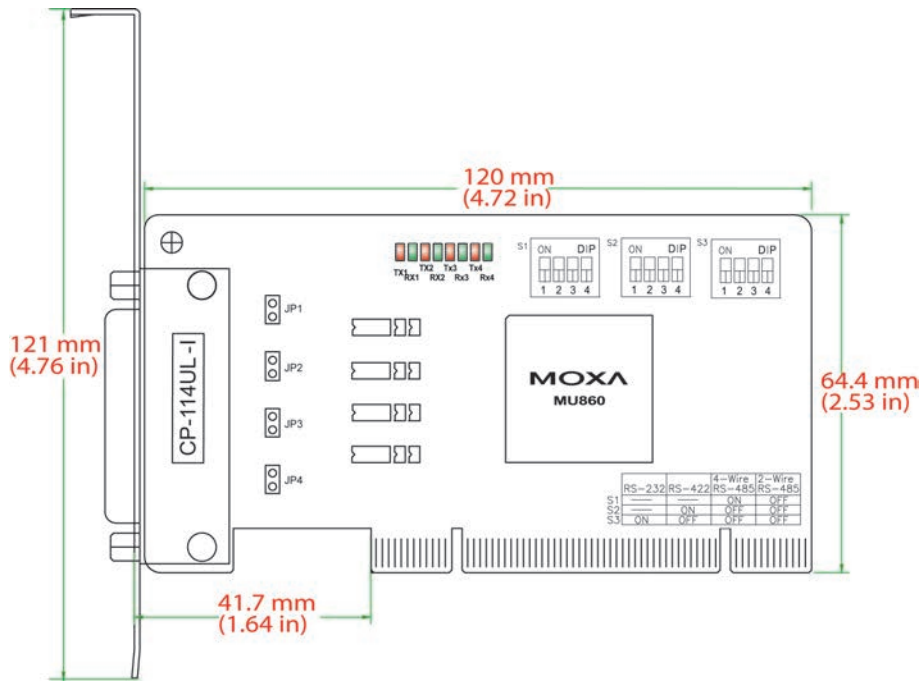 120 mm
(4.72 in)
S1 ON DIP
1 2 3 4
S2 ON DIP
1 2 3 4
S3 ON DIP
1 2 3 4
TX1 RX1 TX2 RX2 Tx3 Rx3 Tx4 Rx4
JP1
JP2
JP3
JP4
121 mm
(4.76 in)
CP-114UL-I
MOXA
MU860
64.4 mm
(2.53 in)
RS-232 RS-422 4-Wire RS-485 2-Wire RS-485
S1 — — ON OFF
S2 — ON OFF OFF
S3 ON OFF OFF OFF
41.7 mm
(1.64 in)